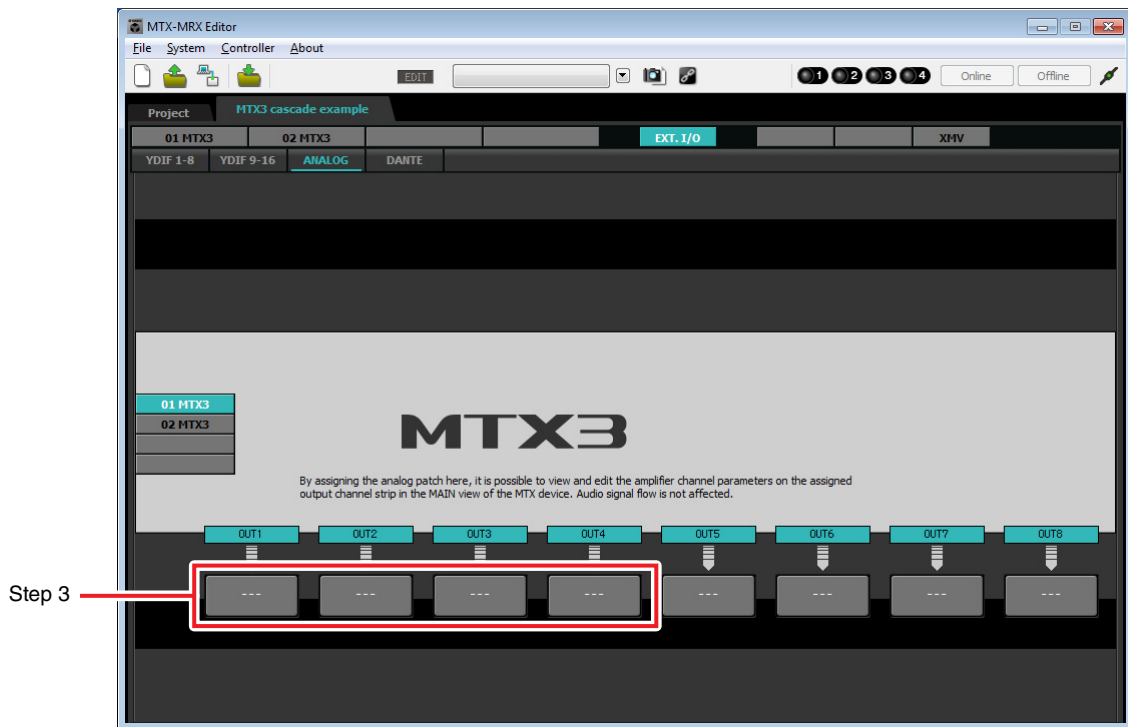 MTX-MRX Editor
File System Controller About
EDIT 1 2 3 4 Online Offline
Project MTX3 cascade example
01 MTX3 02 MTX3 EXT. I/O XMV
YDIF 1-8 YDIF 9-16 ANALOG DANTE
01 MTX3
02 MTX3
MTX3
By assigning the analog patch here, it is possible to view and edit the amplifier channel parameters on the assigned
output channel strip in the MAIN view of the MTX device. Audio signal flow is not affected.
OUT1 OUT2 OUT3 OUT4 OUT5 OUT6 OUT7 OUT8
Step 3 --- --- --- --- --- --- --- ---